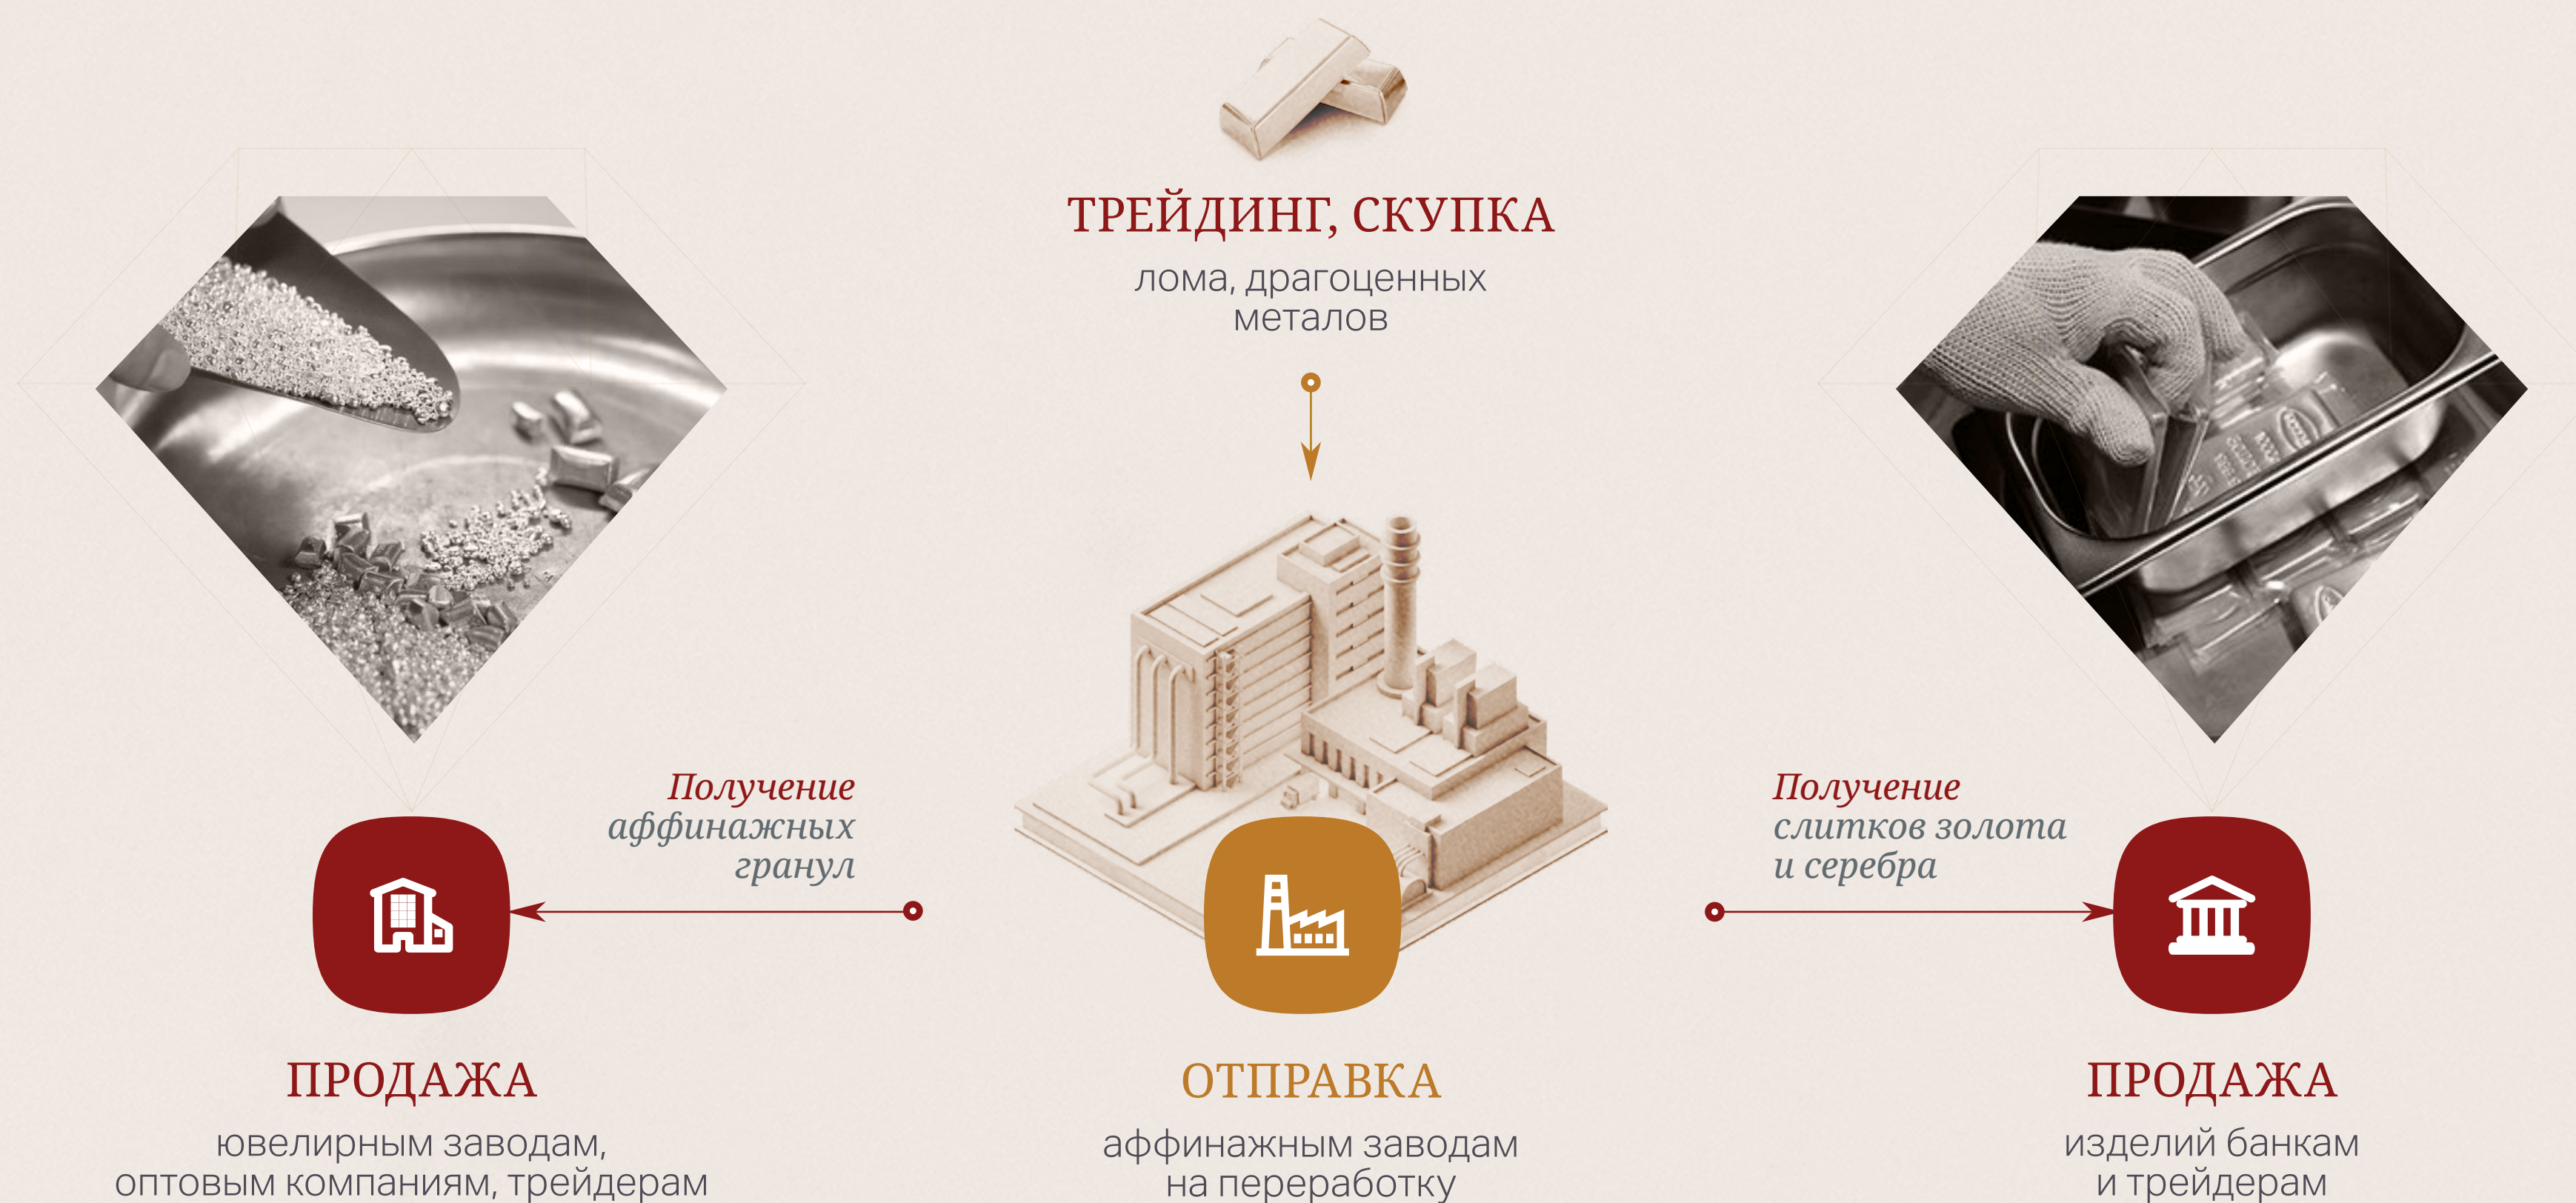 ТРЕЙДИНГ, СКУПКА
лома, драгоценных
металов
Получение
аффинажных
гранул
Получение
слитков золота
и серебра
ПРОДАЖА
ювелирным заводам,
оптовым компаниям, трейдерам
ОТПРАВКА
аффинажным заводам
на переработку
ПРОДАЖА
изделий банкам
и трейдерам